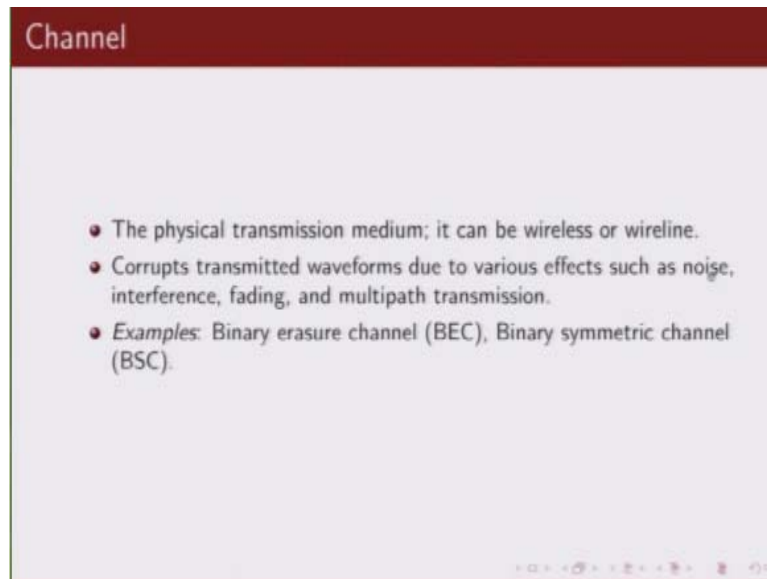 Channel
The physical transmission medium; it can be wireless or wireline.
Corrupts transmitted waveforms due to various effects such as noise,
interference, fading, and multipath transmission.
Examples: Binary erasure channel (BEC), Binary symmetric channel
(BSC).